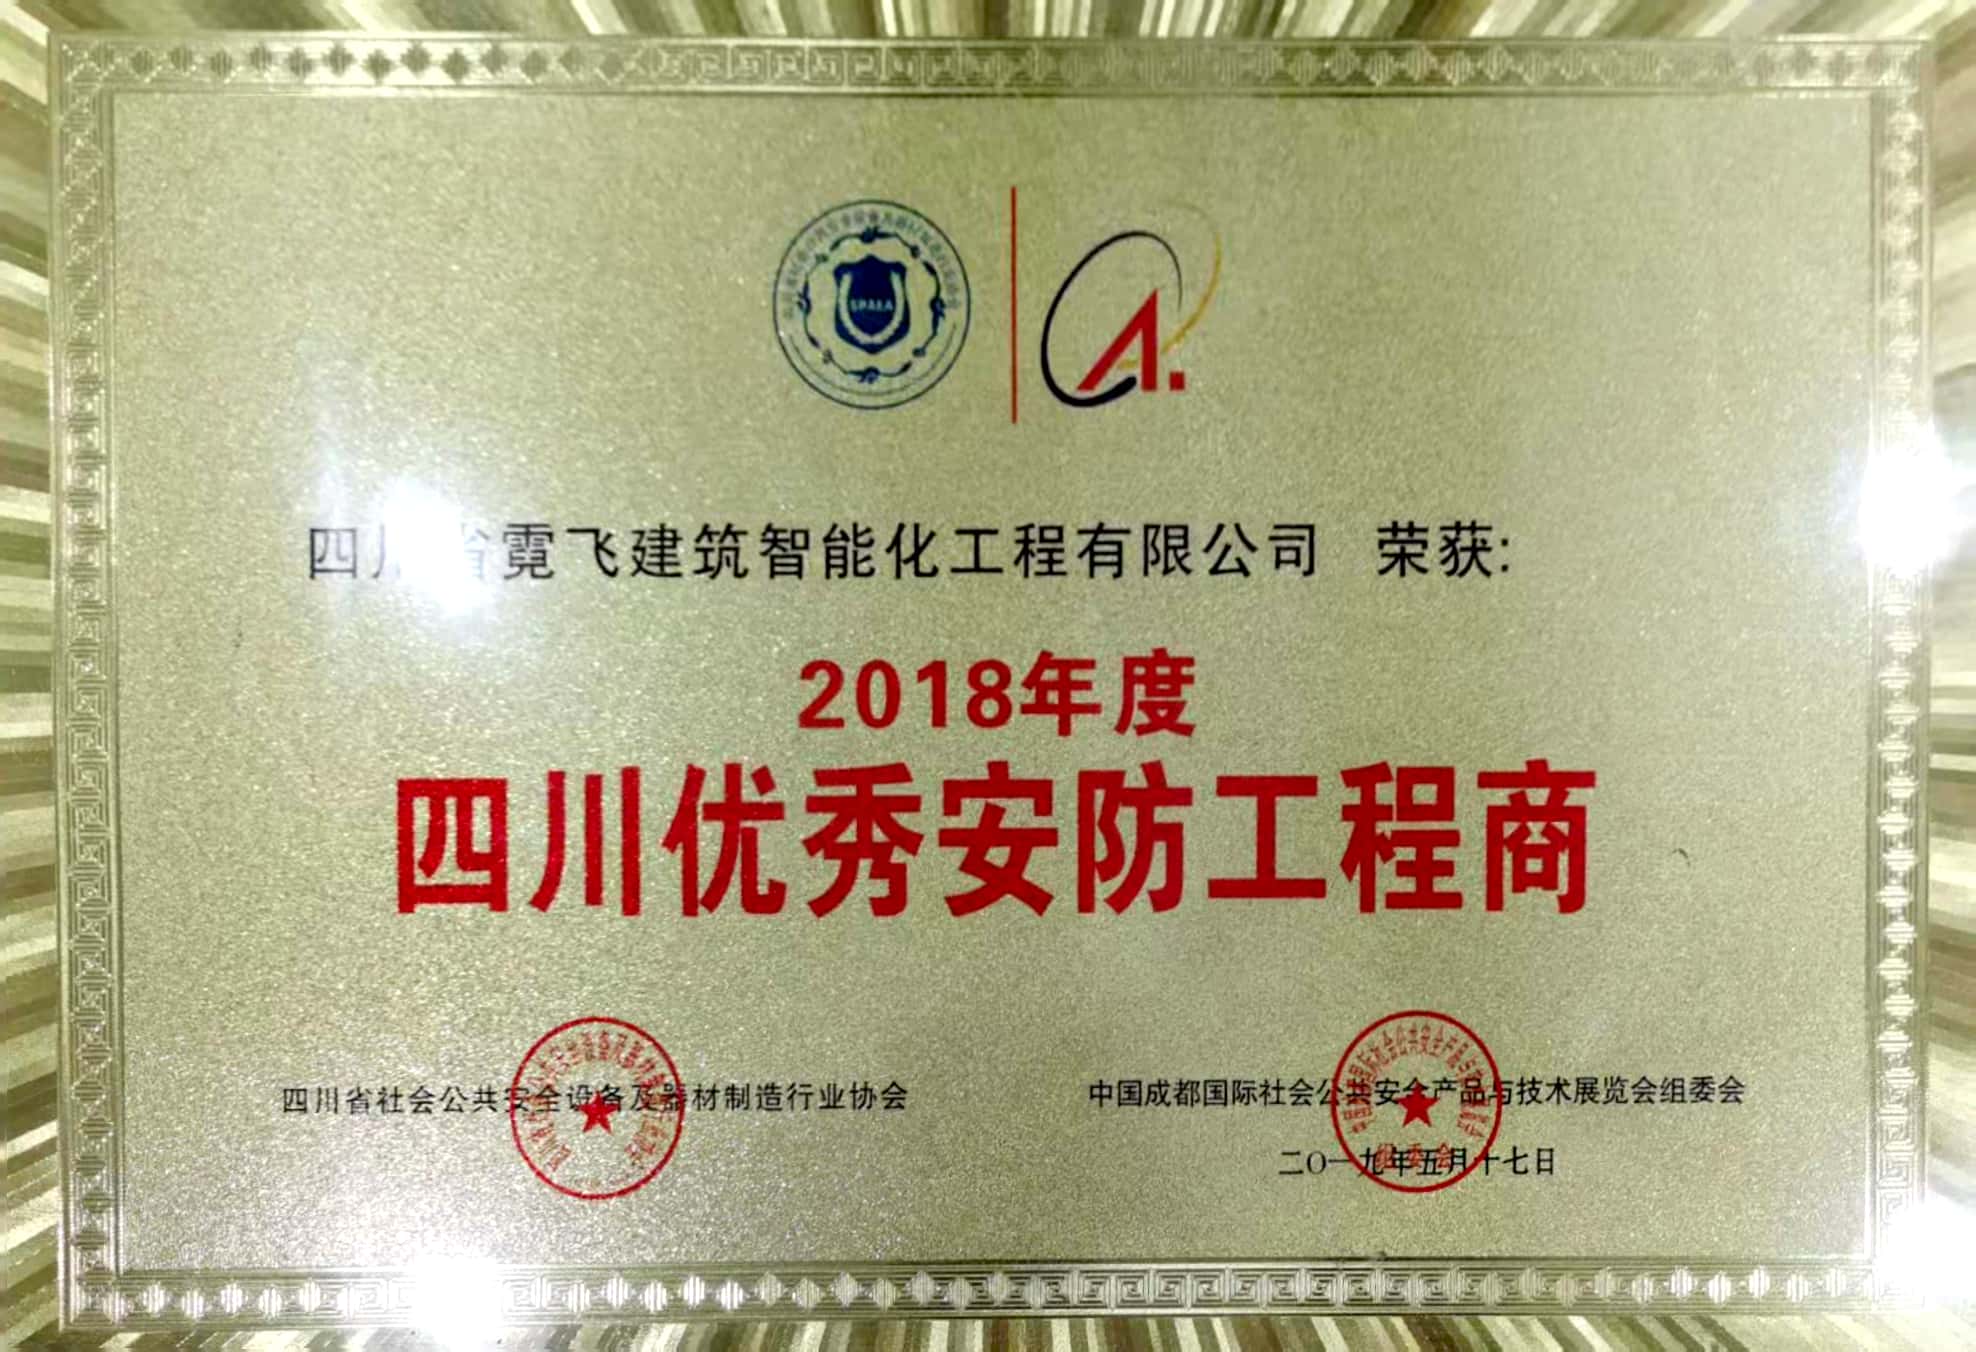 四川省霓飞建筑智能化工程有限公司 荣获:
2018年度
四川优秀安防工程商
四川省社会公共安全设备及器材制造行业协会
中国成都国际社会公共安全产品与技术展览会组委会
二〇一九年五月十七日
组委会